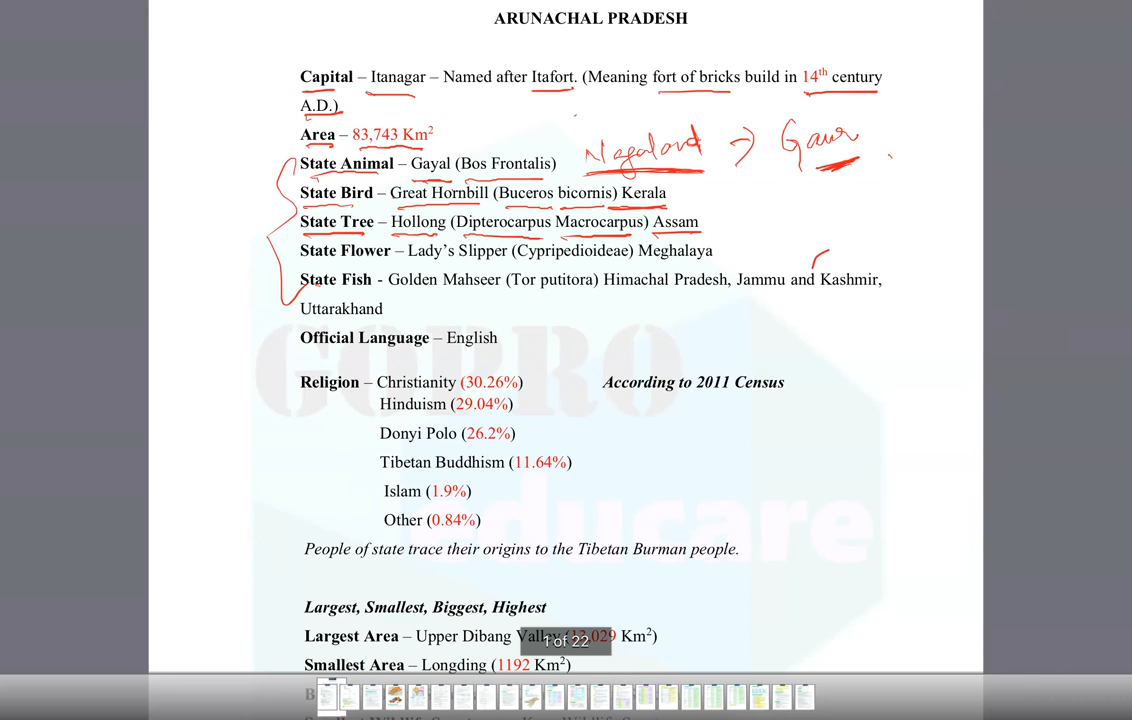 ARUNACHAL PRADESH
Capital – Itanagar – Named after Itafort. (Meaning fort of bricks build in 14th century
A.D.)
Area – 83,743 Km2
Nagaland → Gaur
State Animal – Gayal (Bos Frontalis)
State Bird – Great Hornbill (Buceros bicornis) Kerala
State Tree – Hollong (Dipterocarpus Macrocarpus) Assam
State Flower – Lady's Slipper (Cypripedioideae) Meghalaya
State Fish - Golden Mahseer (Tor putitora) Himachal Pradesh, Jammu and Kashmir,
Uttarakhand
Official Language – English
GOPRO
Religion – Christianity (30.26%) According to 2011 Census
Hinduism (29.04%)
Donyi Polo (26.2%)
Tibetan Buddhism (11.64%)
Islam (1.9%)
Other (0.84%)
educare
People of state trace their origins to the Tibetan Burman people.
Largest, Smallest, Biggest, Highest
Largest Area – Upper Dibang Valley Km2)
1 of 22
Smallest Area – Longding (1192 Km2)